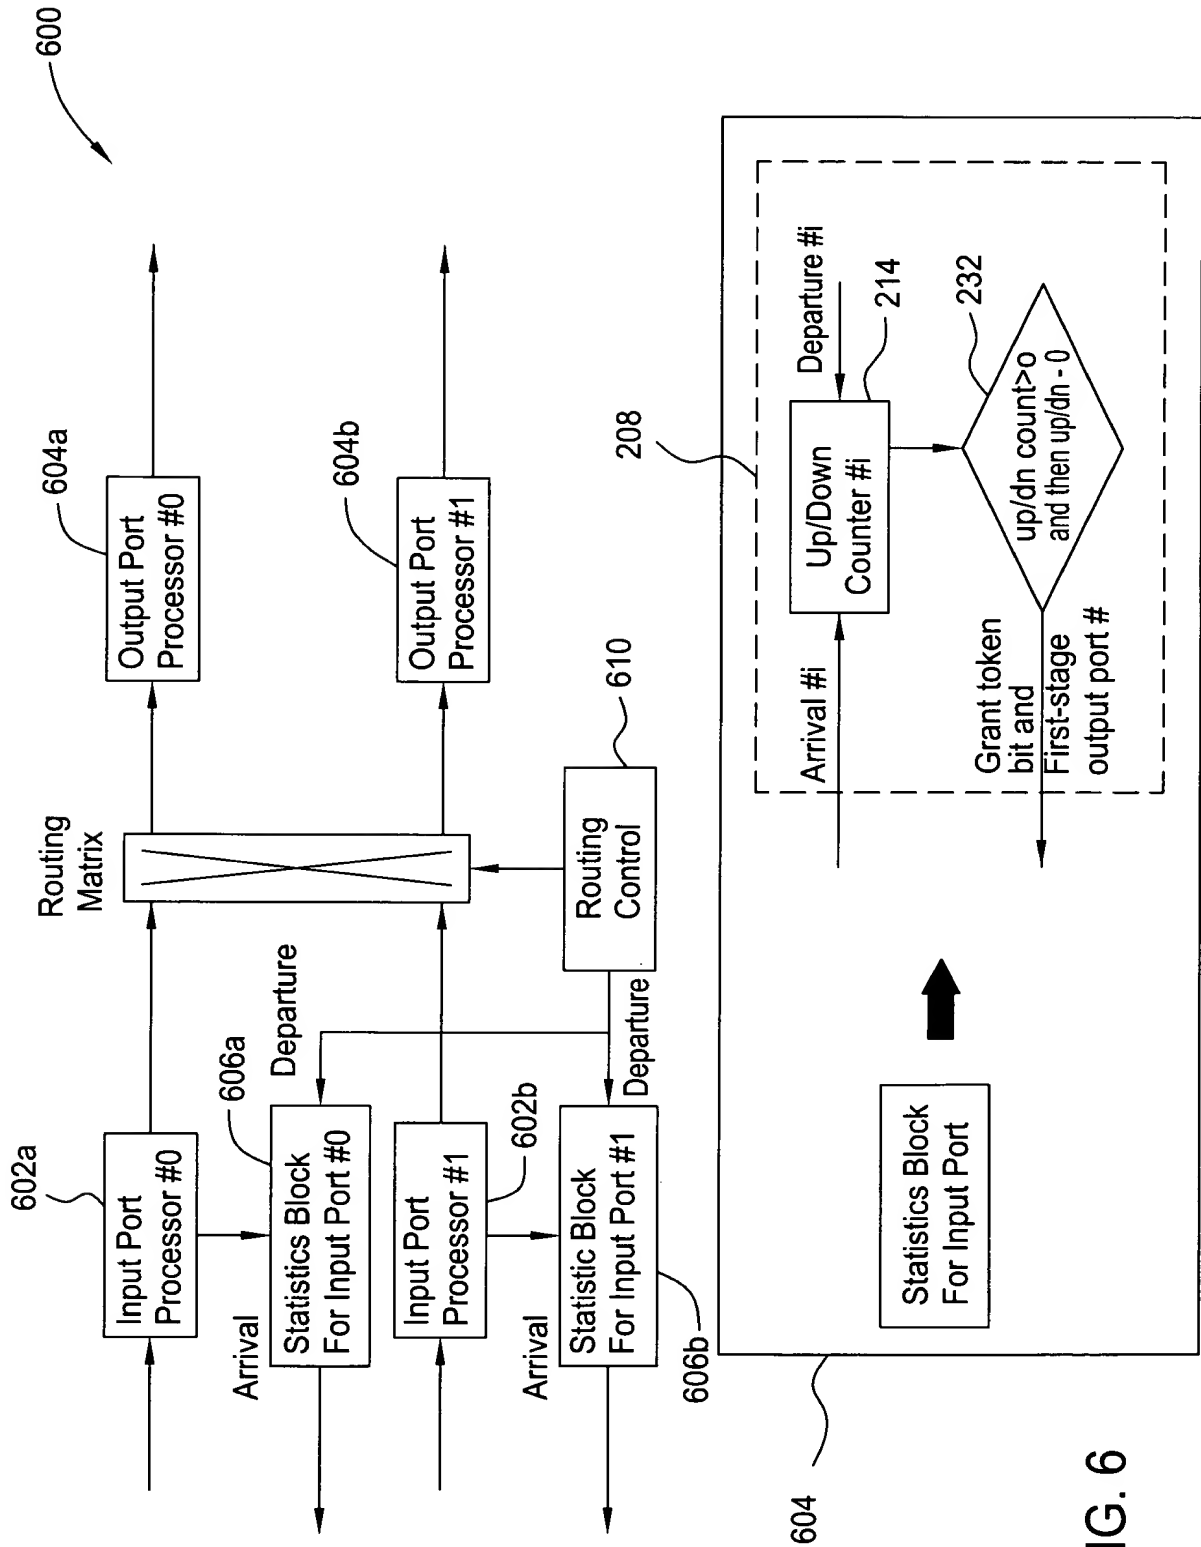 600
602a
Input Port
Processor #0
Arrival
606a
Statistics Block
For Input Port #0
Departure
Input Port
Processor #1
602b
Arrival
Statistic Block
For Input Port #1
606b
Departure
Routing
Matrix
Routing
Control
610
Output Port
Processor #0
604a
Output Port
Processor #1
604b
604
Statistics Block
For Input Port
208
Arrival #i
Up/Down
Counter #i
Departure #i
214
232
up/dn count>o
and then up/dn - 0
Grant token
bit and
First-stage
output port #
IG. 6